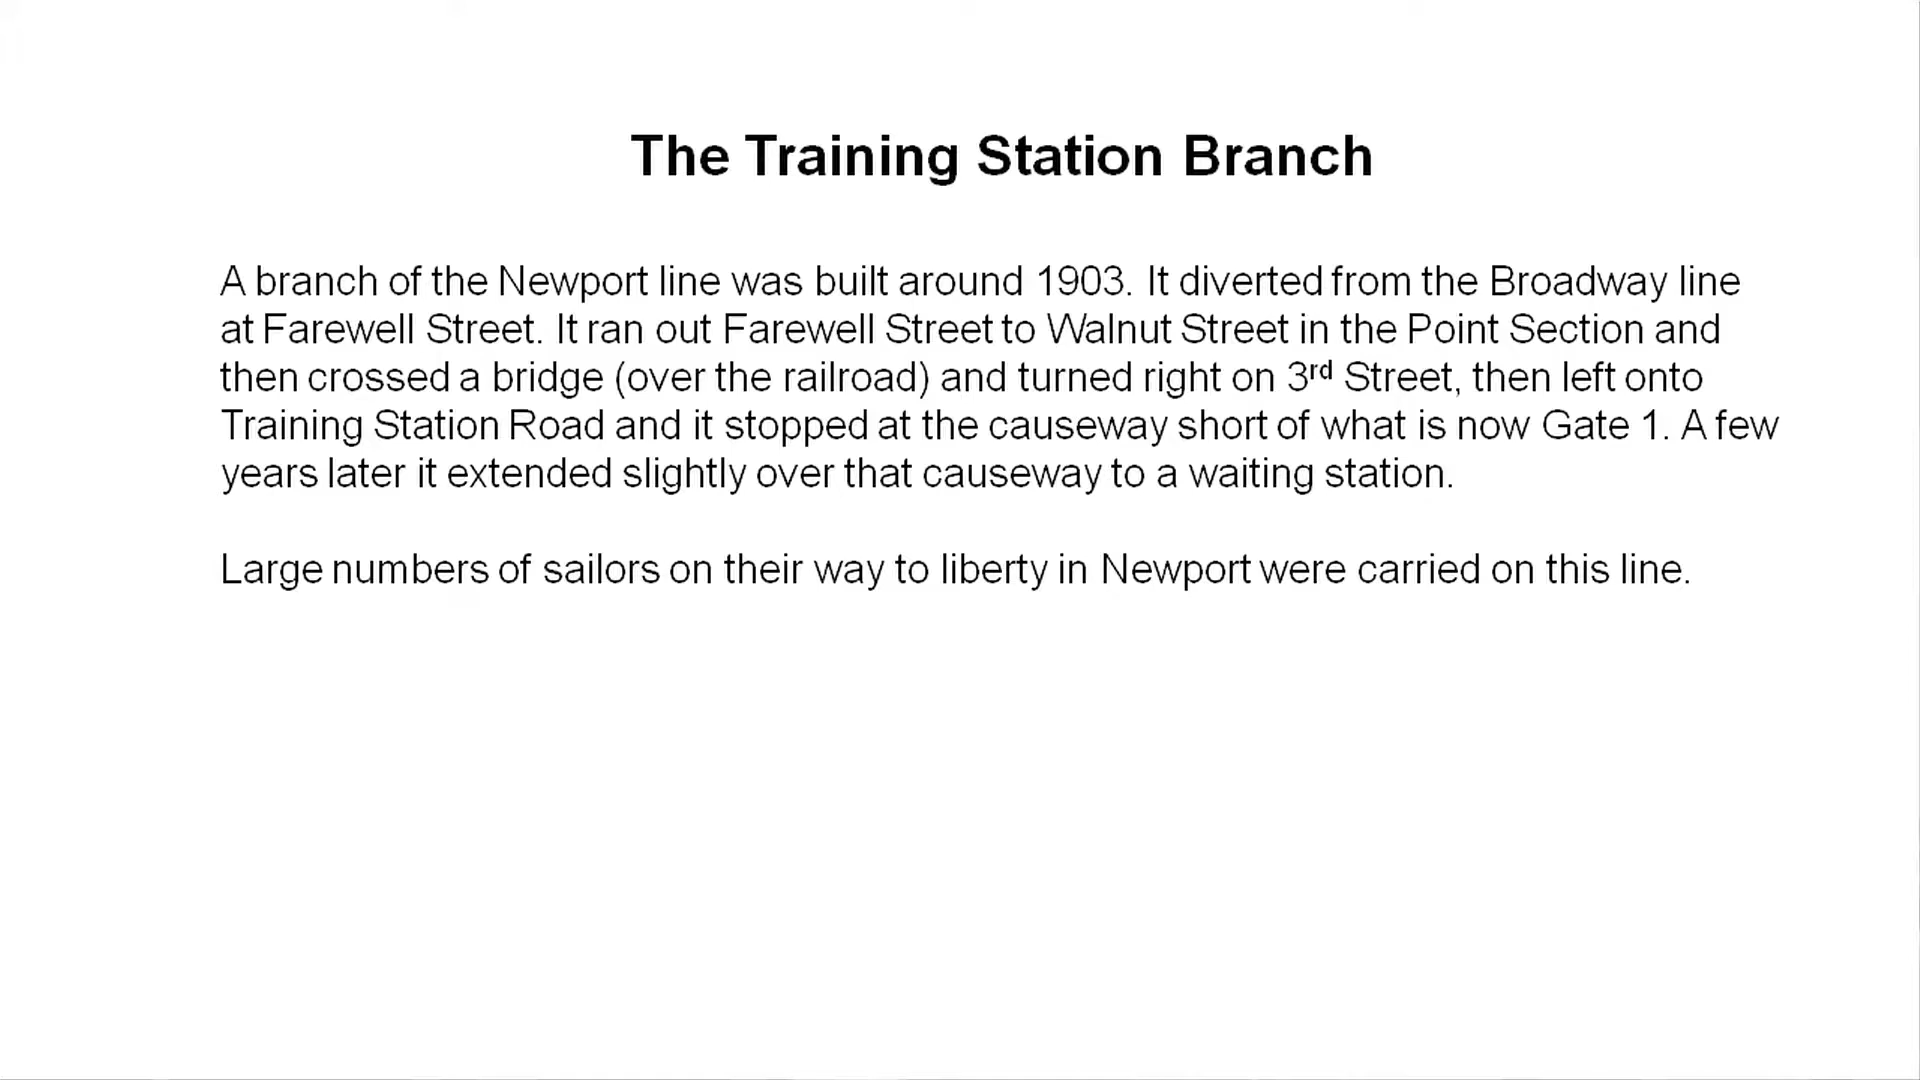 The Training Station Branch
A branch of the Newport line was built around 1903. It diverted from the Broadway line
at Farewell Street. It ran out Farewell Street to Walnut Street in the Point Section and
then crossed a bridge (over the railroad) and turned right on 3rd Street, then left onto
Training Station Road and it stopped at the causeway short of what is now Gate 1. A few
years later it extended slightly over that causeway to a waiting station.
Large numbers of sailors on their way to liberty in Newport were carried on this line.